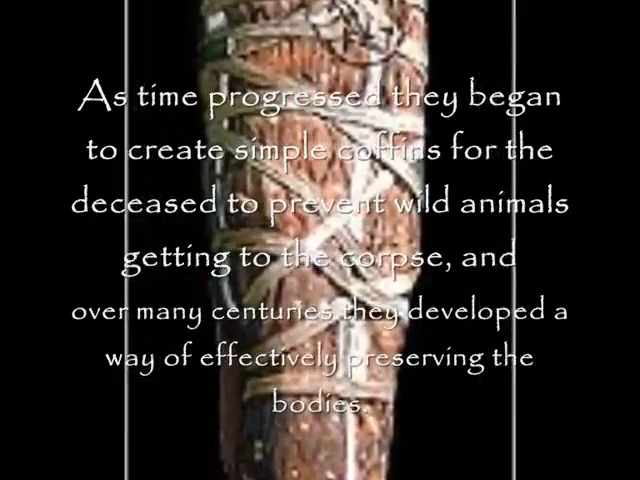 As time progressed they began
to create simple coffins for the
deceased to prevent wild animals
getting to the corpse, and
over many centuries they developed a
way of effectively preserving the
bodies.